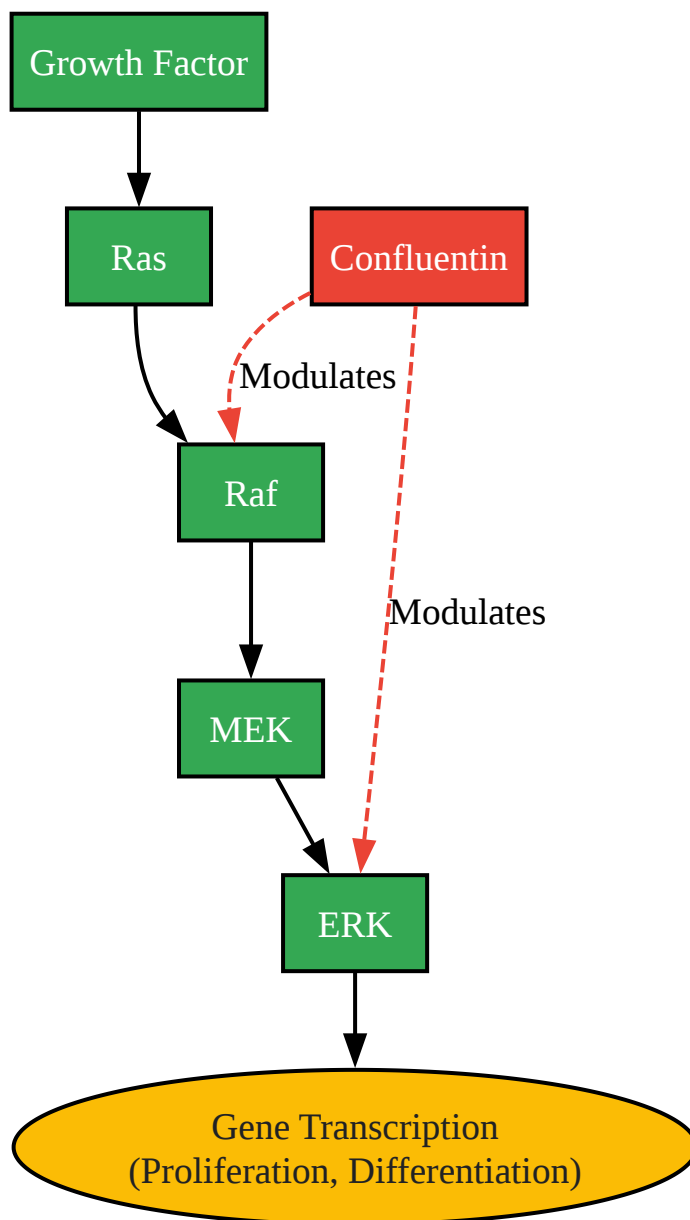 Growth Factor
Ras
Confluentin
Modulates
Raf
Modulates
MEK
ERK
Gene Transcription
(Proliferation, Differentiation)